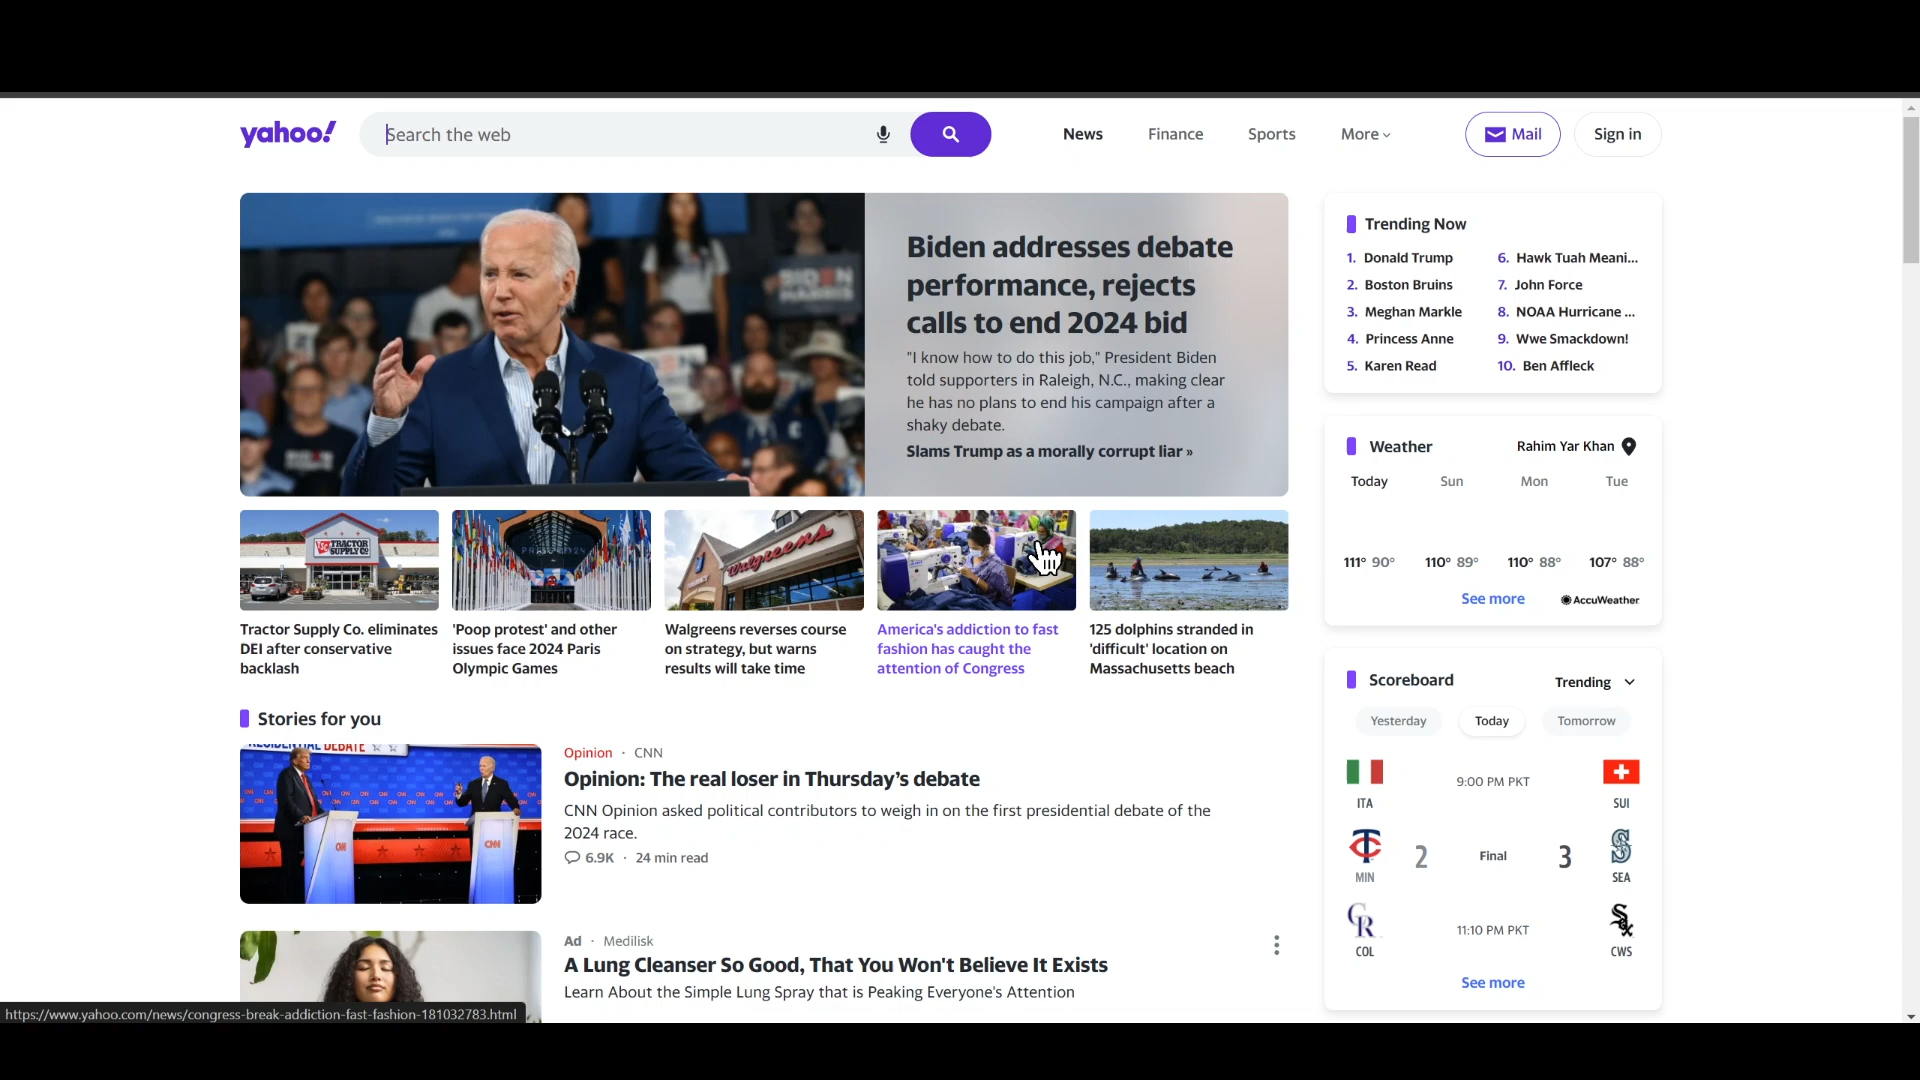 yahoo!
Search the web
News
Finance
Sports
More
Mail
Sign in
Biden addresses debate
performance, rejects
calls to end 2024 bid
"I know how to do this job," President Biden
told supporters in Raleigh, N.C., making clear
he has no plans to end his campaign after a
shaky debate.
Slams Trump as a morally corrupt liar »
BIDEN
HARRIS
TRACTOR
SUPPLY CO
Walgreens
Tractor Supply Co. eliminates
DEI after conservative
backlash
'Poop protest' and other
issues face 2024 Paris
Olympic Games
Walgreens reverses course
on strategy, but warns
results will take time
America's addiction to fast
fashion has caught the
attention of Congress
125 dolphins stranded in
'difficult' location on
Massachusetts beach
Stories for you
CNN
CNN
Opinion · CNN
Opinion: The real loser in Thursday's debate
CNN Opinion asked political contributors to weigh in on the first presidential debate of the
2024 race.
6.9K · 24 min read
Ad · Medilisk
A Lung Cleanser So Good, That You Won't Believe It Exists
Learn About the Simple Lung Spray that is Peaking Everyone's Attention
https://www.yahoo.com/news/congress-break-addiction-fast-fashion-181032783.html
Trending Now
1. Donald Trump
2. Boston Bruins
3. Meghan Markle
4. Princess Anne
5. Karen Read
6. Hawk Tuah Meani...
7. John Force
8. NOAA Hurricane ...
9. Wwe Smackdown!
10. Ben Affleck
Weather
Rahim Yar Khan
Today Sun Mon Tue
111° 90° 110° 89° 110° 88° 107° 88°
See more
AccuWeather
Scoreboard
Trending
Yesterday Today Tomorrow
9:00 PM PKT
ITA SUI
2 Final 3
MIN SEA
11:10 PM PKT
COL CWS
See more